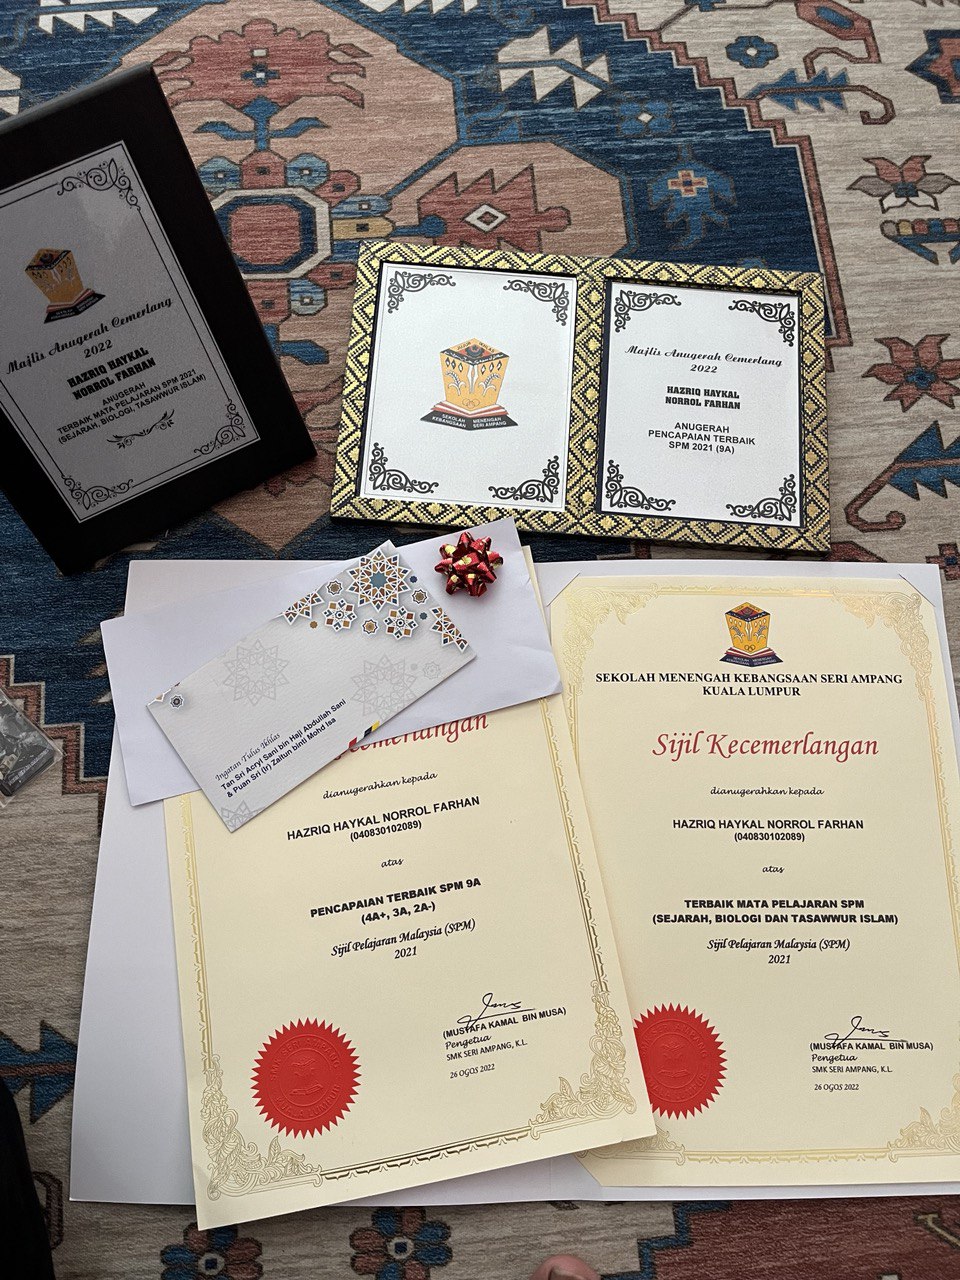 Majlis Anugerah Cemerlang
2022
HAZRIQ HAYKAL
NORROL FARHAN
ANUGERAH
TERBAIK MATA PELAJARAN SPM 2021
(SEJARAH, BIOLOGI, TASAWWUR ISLAM)
SEKOLAH MENENGAH
KEBANGSAAN SERI AMPANG
Majlis Anugerah Cemerlang
2022
HAZRIQ HAYKAL
NORROL FARHAN
ANUGERAH
PENCAPAIAN TERBAIK
SPM 2021 (9A)
Ingatan Tulus Ikhlas
Tan Sri Acryl Sani bin Haji Abdullah Sani
& Puan Sri (Ir) Zaitun binti Mohd Isa
dianugerahkan kepada
HAZRIQ HAYKAL NORROL FARHAN
(040830102089)
atas
PENCAPAIAN TERBAIK SPM 9A
(4A+, 3A, 2A-)
Sijil Pelajaran Malaysia (SPM)
2021
(MUSTAFA KAMAL BIN MUSA)
Pengetua
SMK SERI AMPANG, K.L.
26 OGOS 2022
SEKOLAH MENENGAH KEBANGSAAN SERI AMPANG
KUALA LUMPUR
Sijil Kecemerlangan
dianugerahkan kepada
HAZRIQ HAYKAL NORROL FARHAN
(040830102089)
atas
TERBAIK MATA PELAJARAN SPM
(SEJARAH, BIOLOGI DAN TASAWWUR ISLAM)
Sijil Pelajaran Malaysia (SPM)
2021
(MUSTAFA KAMAL BIN MUSA)
Pengetua
SMK SERI AMPANG, K.L.
26 OGOS 2022